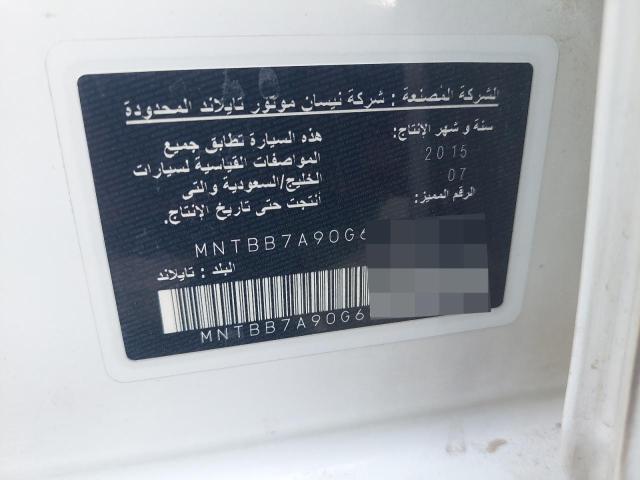 الشركة المصنعة : شركة نيسان موتور تايلاند المحدودة
سنة و شهر الإنتاج:
2015
07
الرقم المميز:
هذه السيارة تطابق جميع
المواصفات القياسية لسيارات
الخليج/السعودية والتى
أنتجت حتى تاريخ الإنتاج.
MNTBB7A90G6
البلد : تايلاند
MNTBB7A90G6